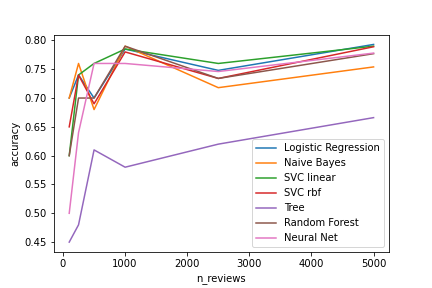 0.80
0.75
0.70
0.65
0.60
0.55
0.50
0.45
accuracy
0
1000
2000
3000
4000
5000
n_reviews
Logistic Regression
Naive Bayes
SVC linear
SVC rbf
Tree
Random Forest
Neural Net